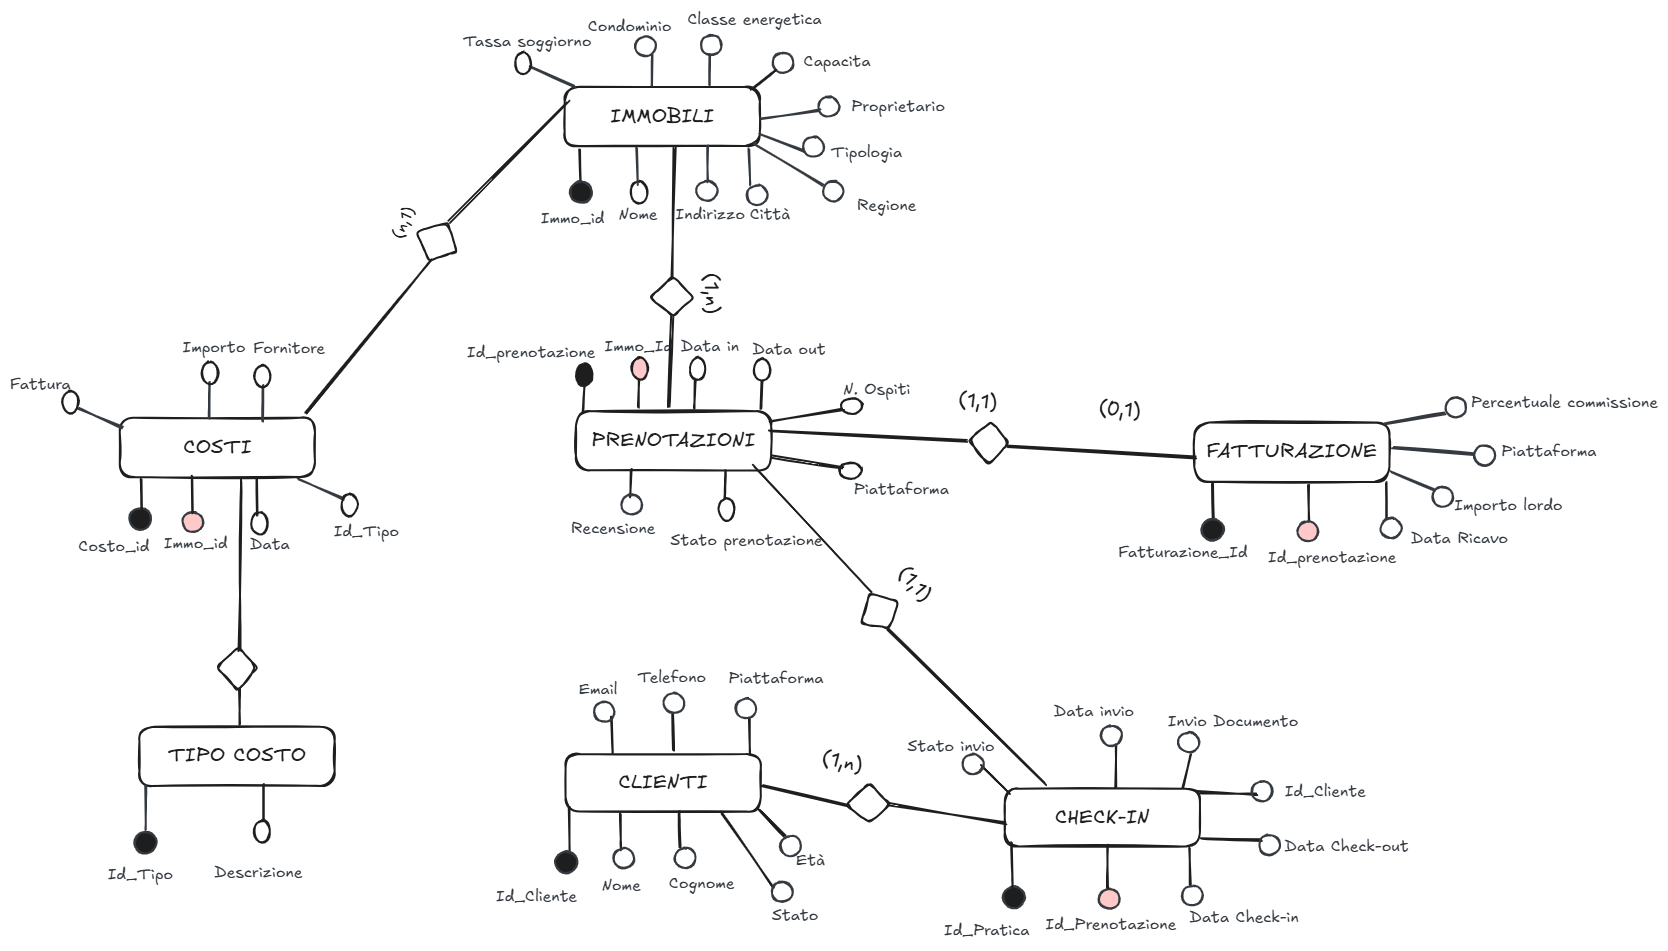 Classe energetica
Condominio
Tassa soggiorno
Capacita
IMMOBILI
Proprietario
Tipologia
Regione
Immo_id
Nome
Indirizzo
Città
(1,n)
(1,n)
Importo
Fornitore
Fattura
COSTI
Costo_id
Immo_id
Data
Id_Tipo
Id_prenotazione
Immo_Id
Data in
Data out
N. Ospiti
PRENOTAZIONI
Piattaforma
Recensione
Stato prenotazione
(1,1)
(0,1)
Percentuale commissione
FATTURAZIONE
Piattaforma
Importo lordo
Fatturazione_Id
Id_prenotazione
Data Ricavo
(1,1)
TIPO COSTO
Id_Tipo
Descrizione
Email
Telefono
Piattaforma
CLIENTI
Id_Cliente
Nome
Cognome
Età
Stato
(1,n)
Data invio
Invio Documento
Stato invio
Id_Cliente
CHECK-IN
Data Check-out
Id_Pratica
Id_Prenotazione
Data Check-in